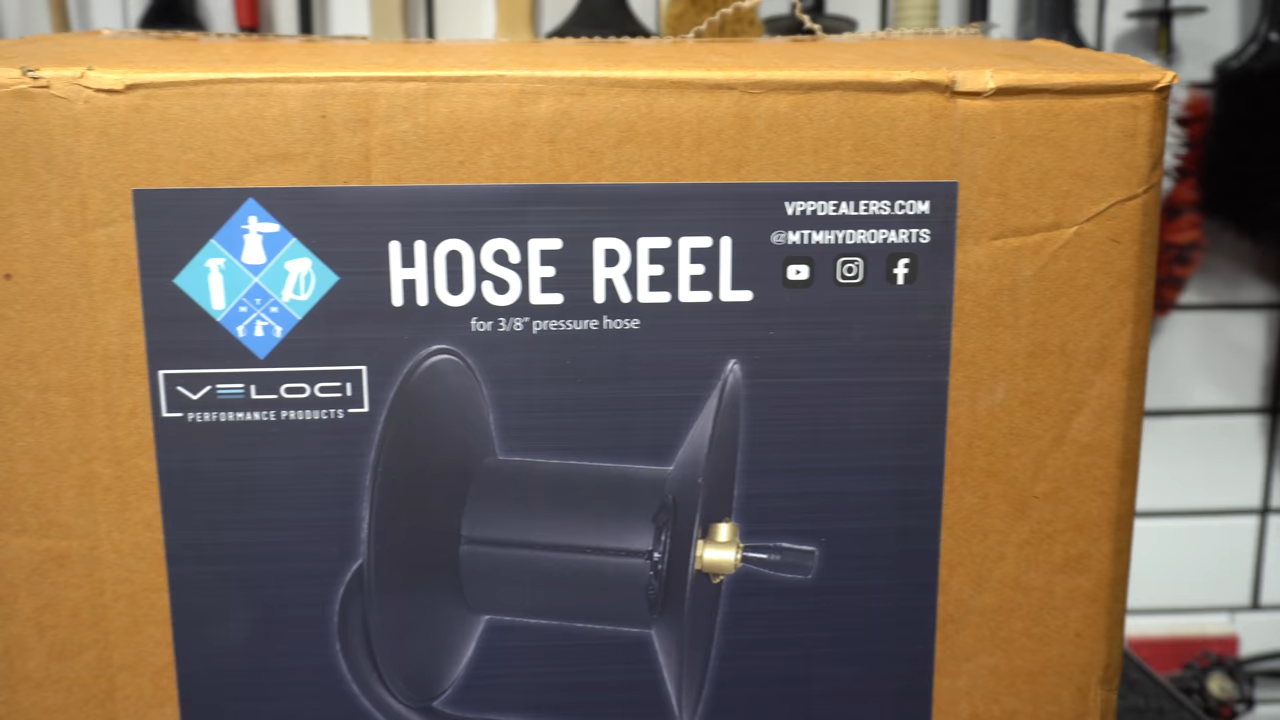 HOSE REEL
for 3/8" pressure hose
VPPDEALERS.COM
@MTMHYDROPARTS
M T M
VELOCI
PERFORMANCE PRODUCTS